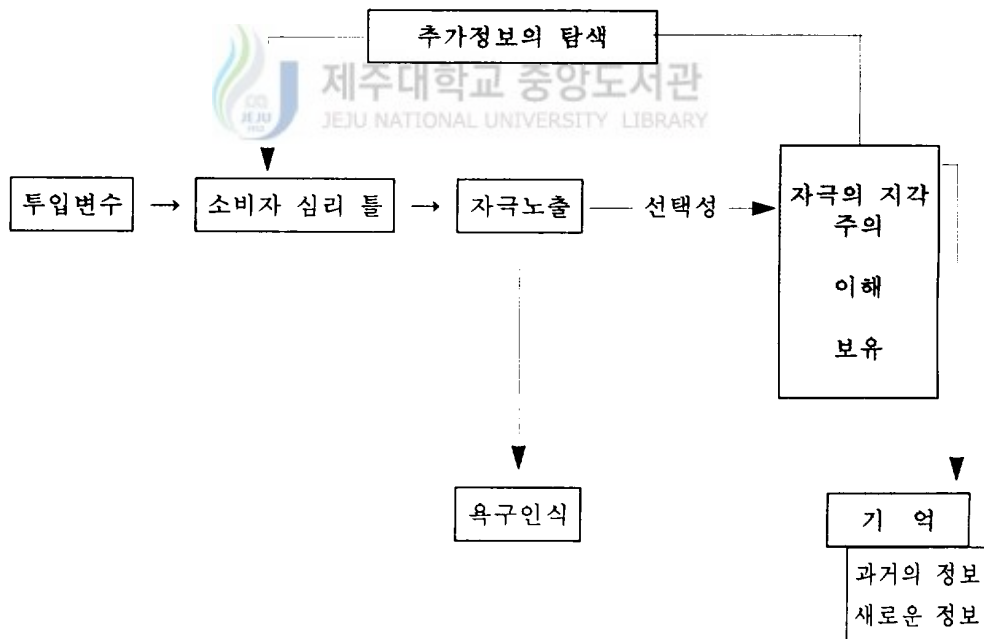 추가정보의 탐색
제주대학교 중앙도서관
JEJU NATIONAL UNIVERSITY LIBRARY
JEJU
1952
투입변수 → 소비자 심리 틀 → 자극노출 선택성 자극의 지각
주의
이해
보유
욕구인식
기 억
과거의 정보
새로운 정보